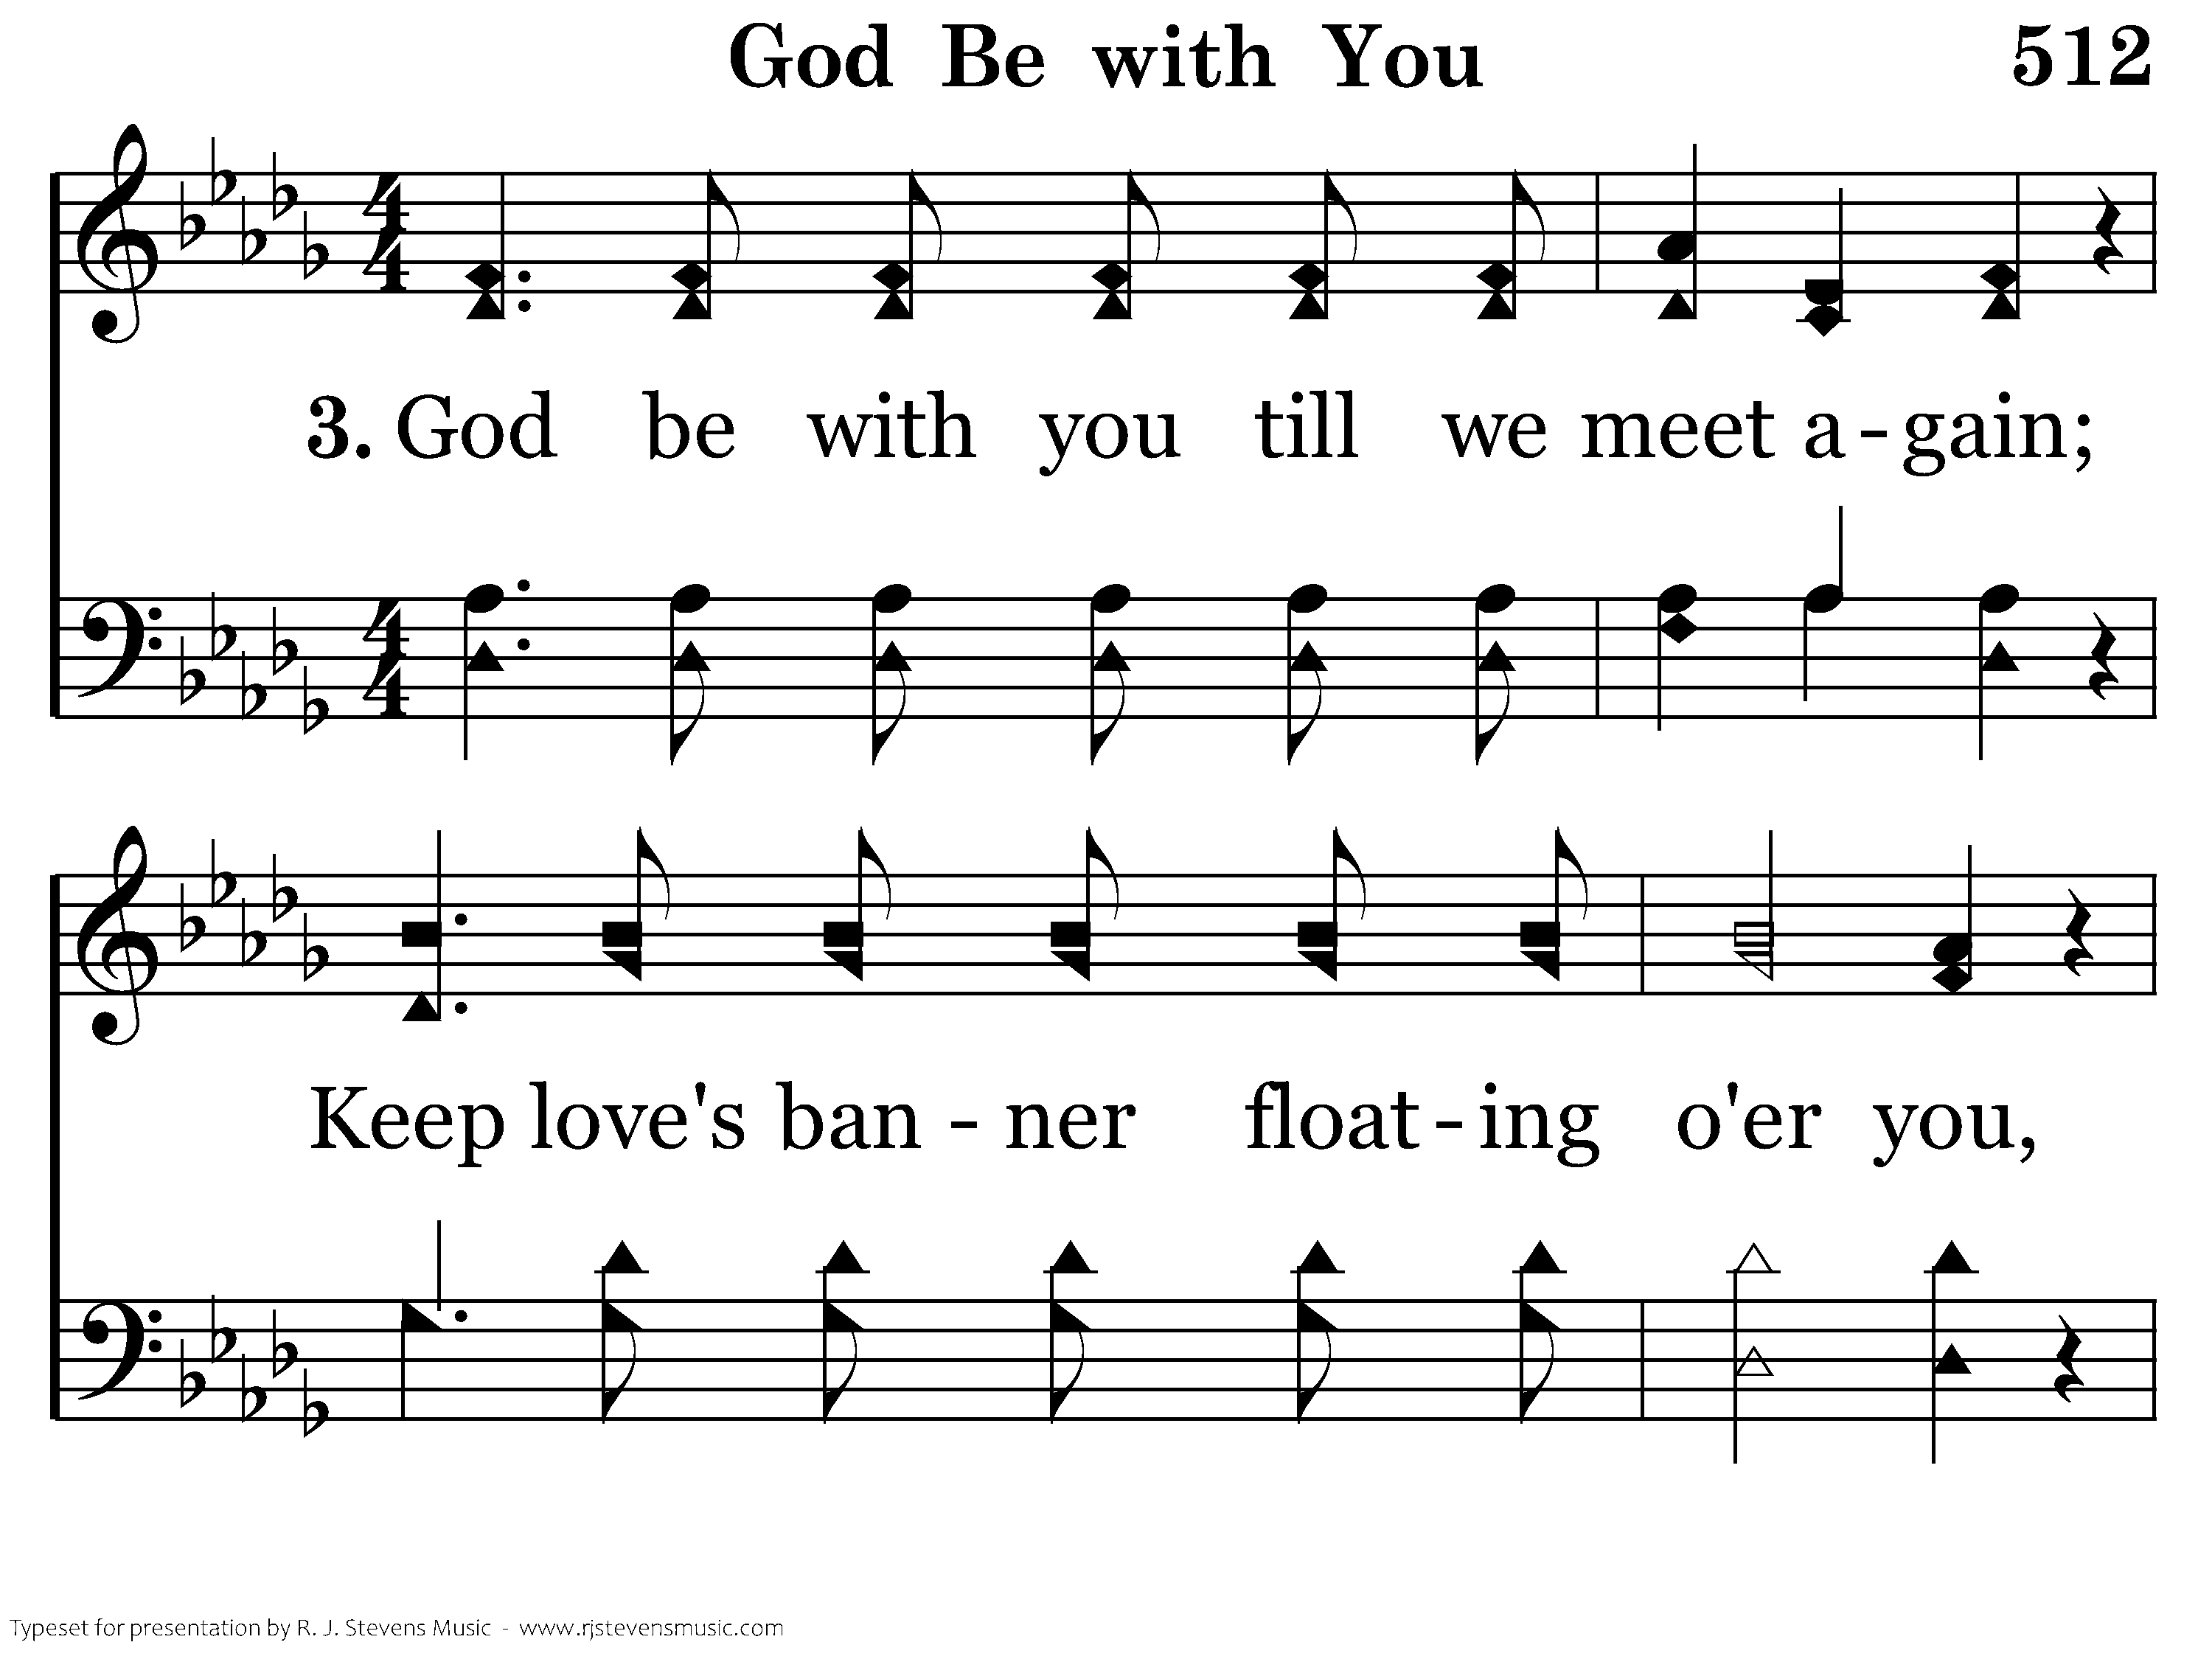 God Be with You 512
3. God be with you till we meet a-gain;
Keep love's ban-ner float-ing o'er you,
Typeset for presentation by R. J. Stevens Music - www.rjstevensmusic.com